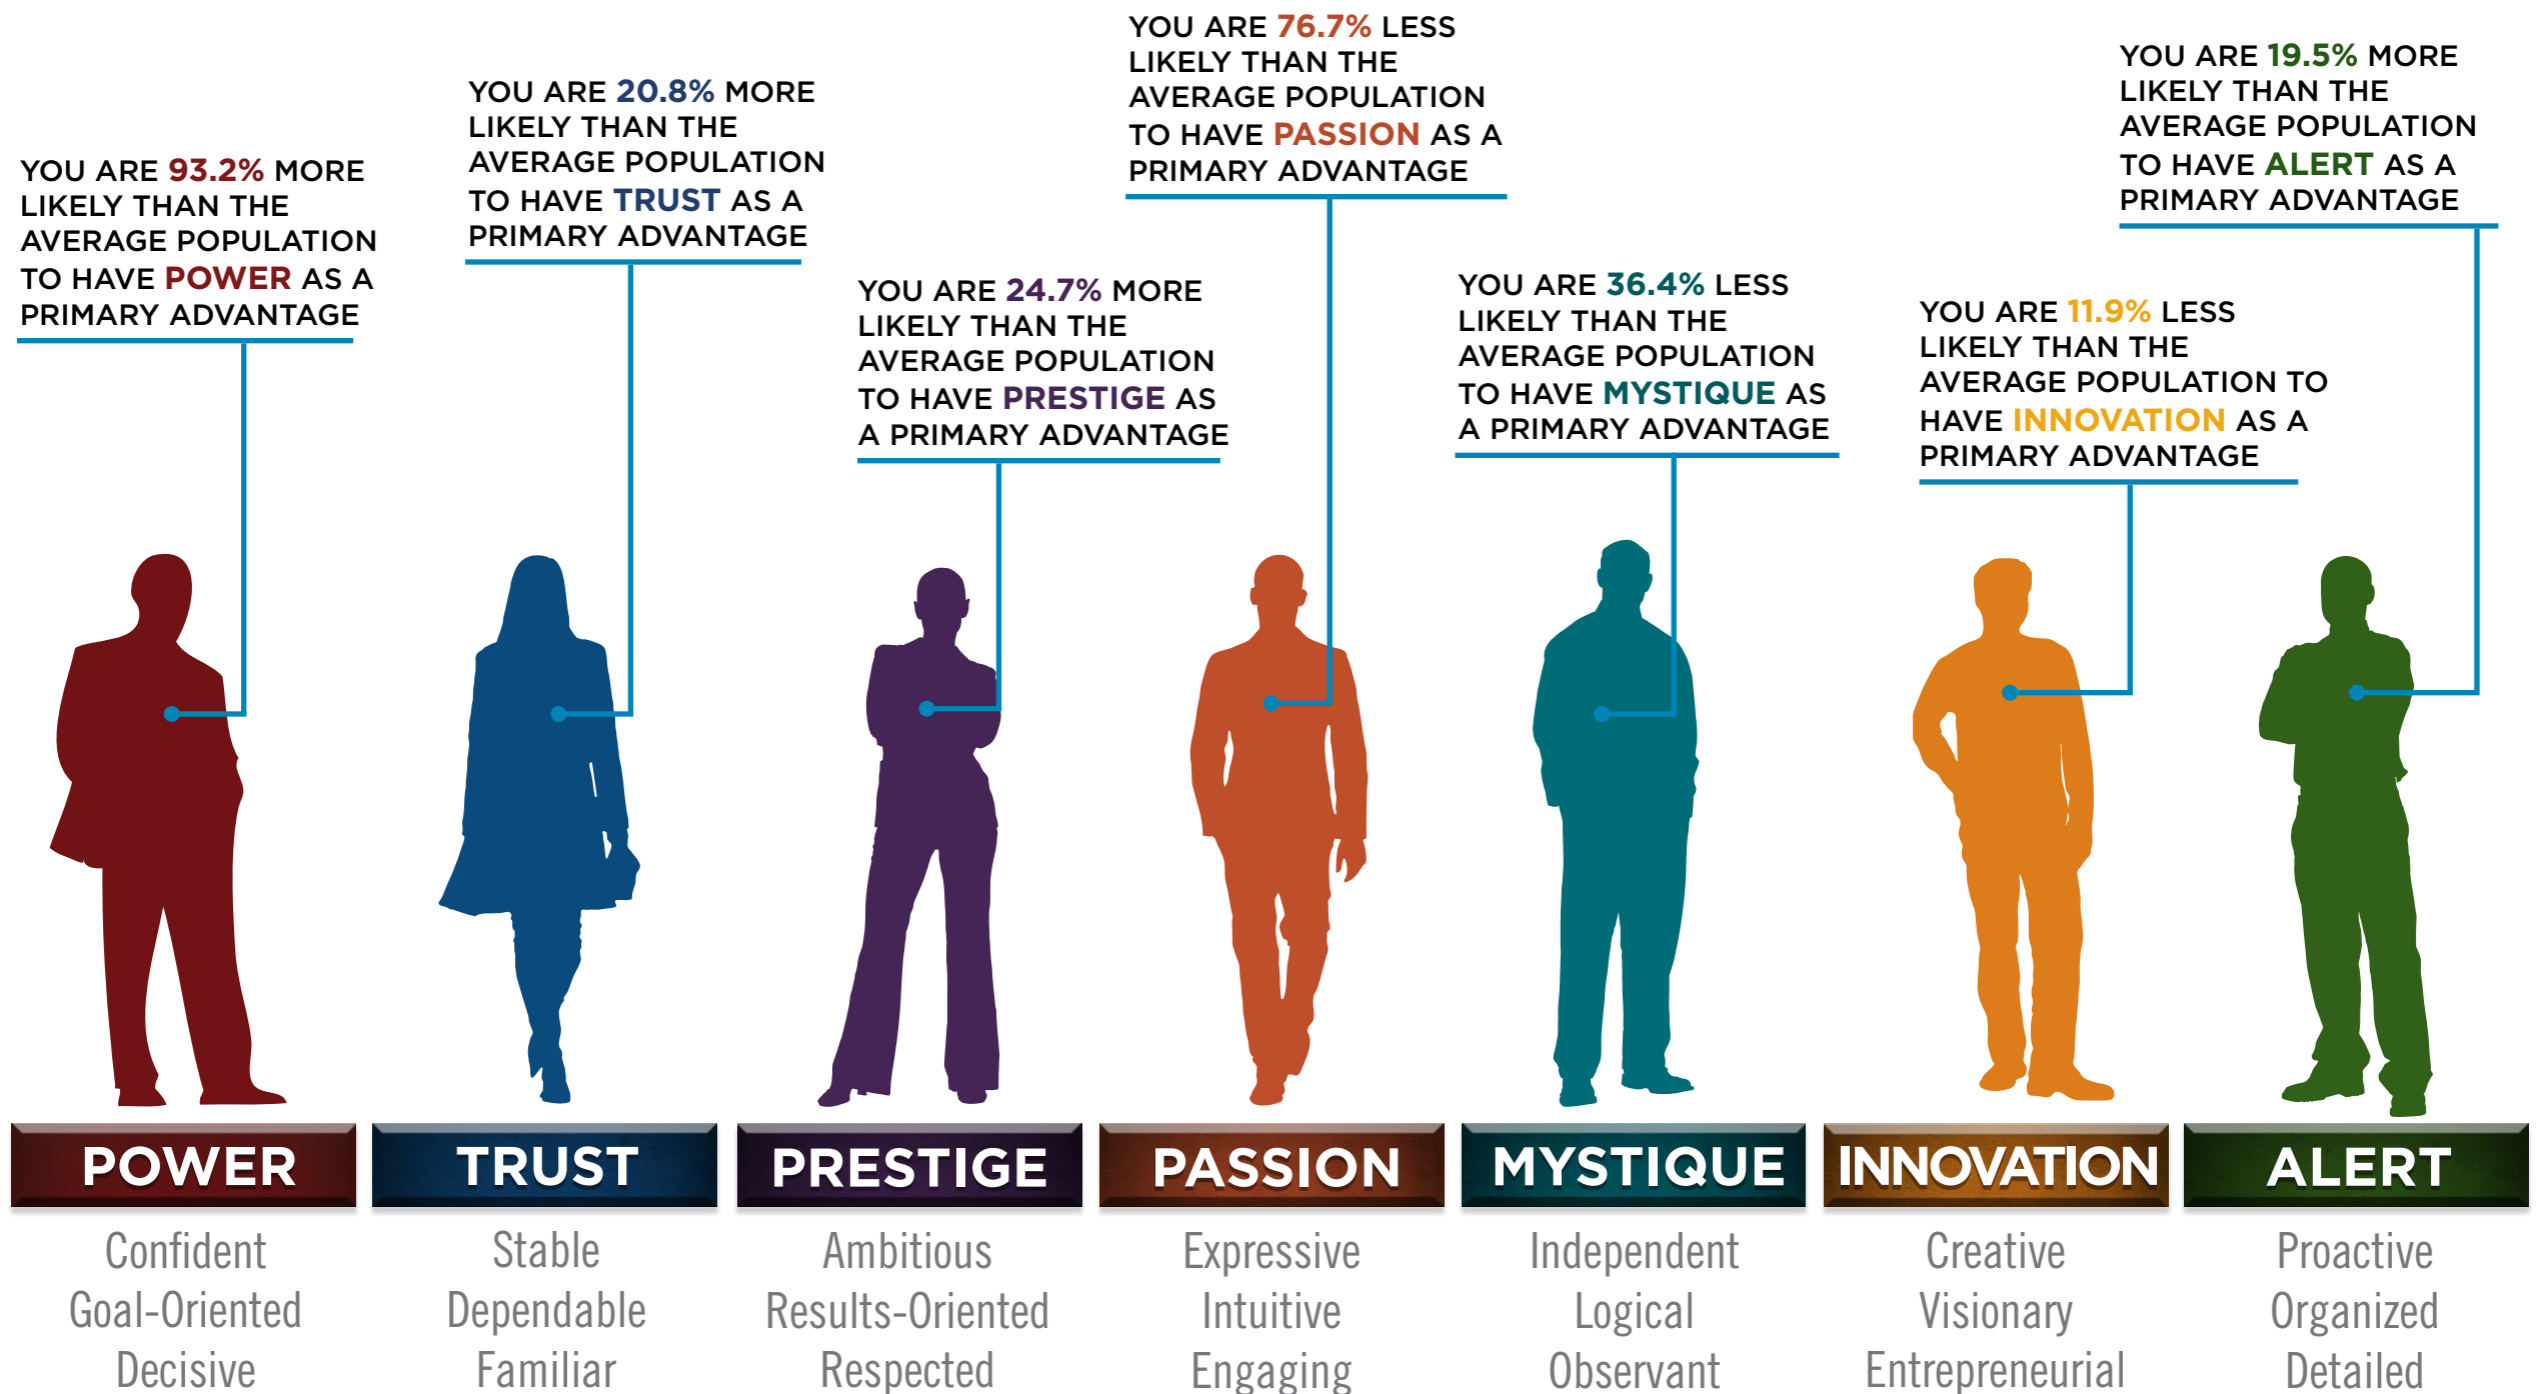 YOU ARE 93.2% MORE
LIKELY THAN THE
AVERAGE POPULATION
TO HAVE POWER AS A
PRIMARY ADVANTAGE
YOU ARE 20.8% MORE
LIKELY THAN THE
AVERAGE POPULATION
TO HAVE TRUST AS A
PRIMARY ADVANTAGE
YOU ARE 24.7% MORE
LIKELY THAN THE
AVERAGE POPULATION
TO HAVE PRESTIGE AS
A PRIMARY ADVANTAGE
YOU ARE 76.7% LESS
LIKELY THAN THE
AVERAGE POPULATION
TO HAVE PASSION AS A
PRIMARY ADVANTAGE
YOU ARE 36.4% LESS
LIKELY THAN THE
AVERAGE POPULATION
TO HAVE MYSTIQUE AS
A PRIMARY ADVANTAGE
YOU ARE 11.9% LESS
LIKELY THAN THE
AVERAGE POPULATION TO
HAVE INNOVATION AS A
PRIMARY ADVANTAGE
YOU ARE 19.5% MORE
LIKELY THAN THE
AVERAGE POPULATION
TO HAVE ALERT AS A
PRIMARY ADVANTAGE
POWER
Confident
Goal-Oriented
Decisive
TRUST
Stable
Dependable
Familiar
PRESTIGE
Ambitious
Results-Oriented
Respected
PASSION
Expressive
Intuitive
Engaging
MYSTIQUE
Independent
Logical
Observant
INNOVATION
Creative
Visionary
Entrepreneurial
ALERT
Proactive
Organized
Detailed